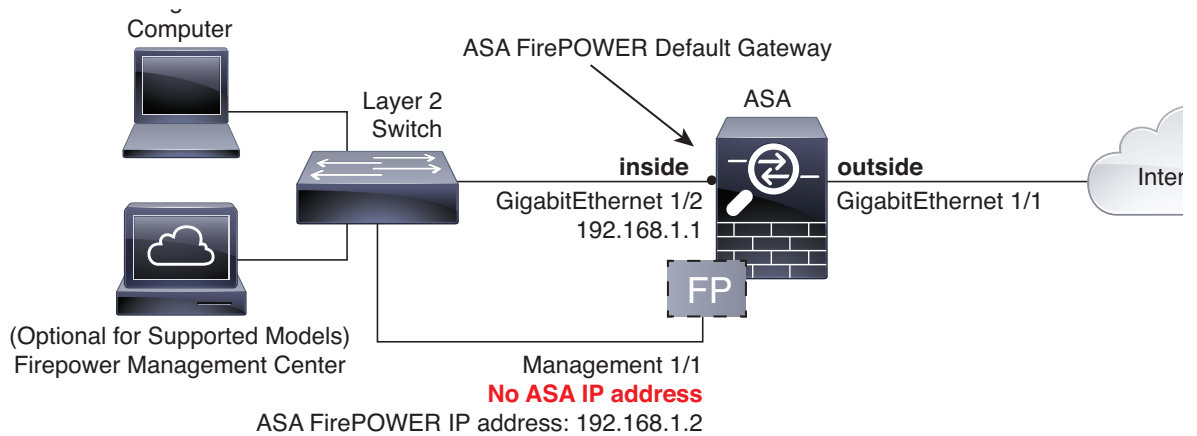 Computer
ASA FirePOWER Default Gateway
Layer 2
Switch
ASA
inside
outside
GigabitEthernet 1/2
GigabitEthernet 1/1
192.168.1.1
FP
(Optional for Supported Models)
Firepower Management Center
Management 1/1
No ASA IP address
ASA FirePOWER IP address: 192.168.1.2